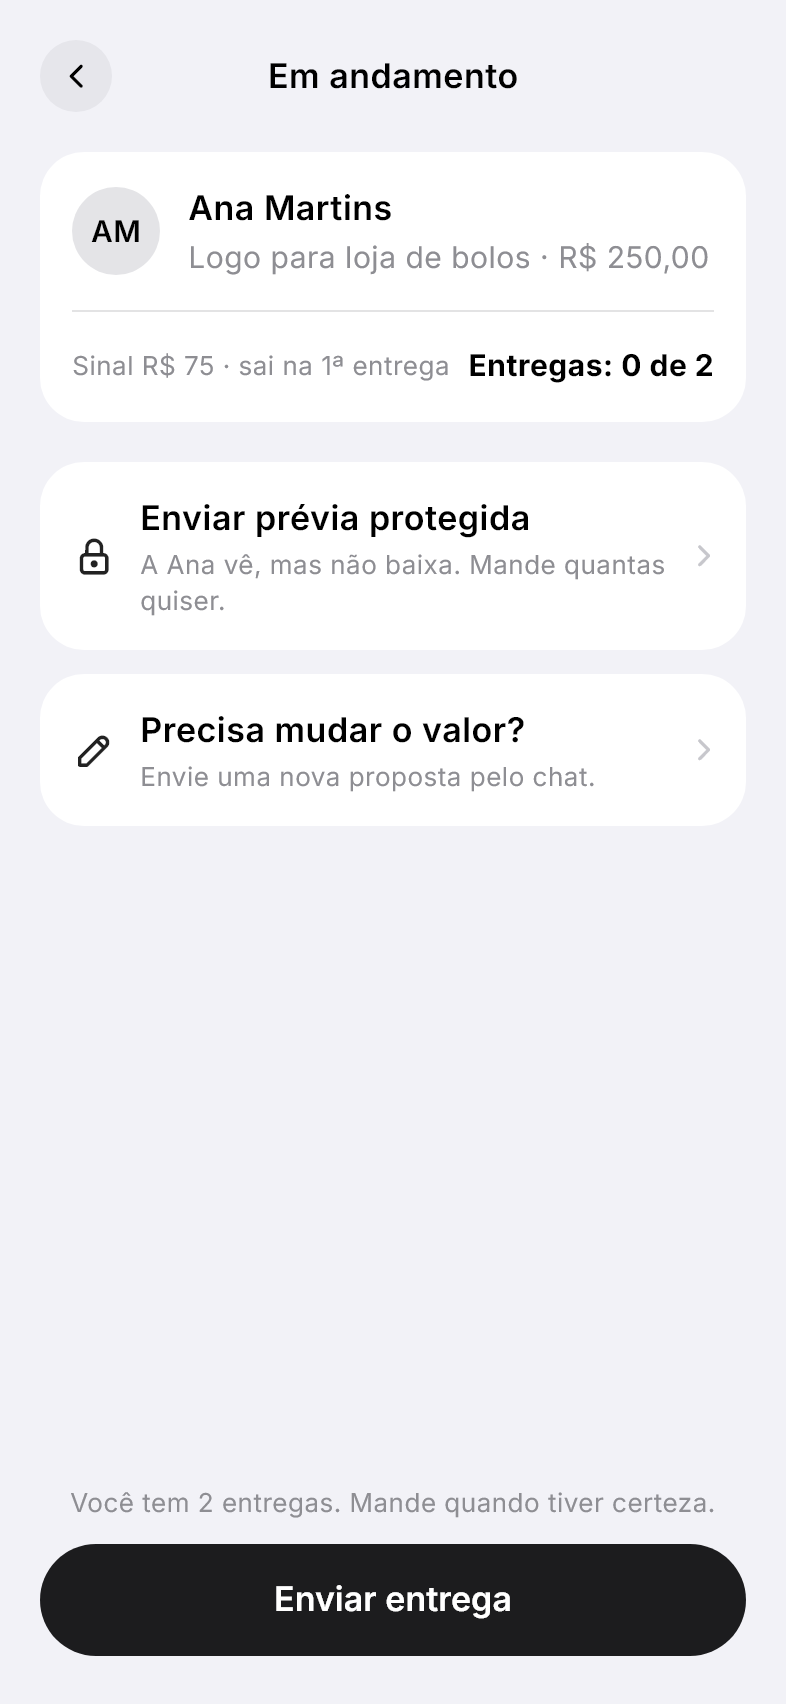 Em andamento
AM
Ana Martins
Logo para loja de bolos · R$ 250,00
Sinal R$ 75 · sai na 1ª entrega
Entregas: 0 de 2
Enviar prévia protegida
A Ana vê, mas não baixa. Mande quantas
quiser.
Precisa mudar o valor?
Envie uma nova proposta pelo chat.
Você tem 2 entregas. Mande quando tiver certeza.
Enviar entrega